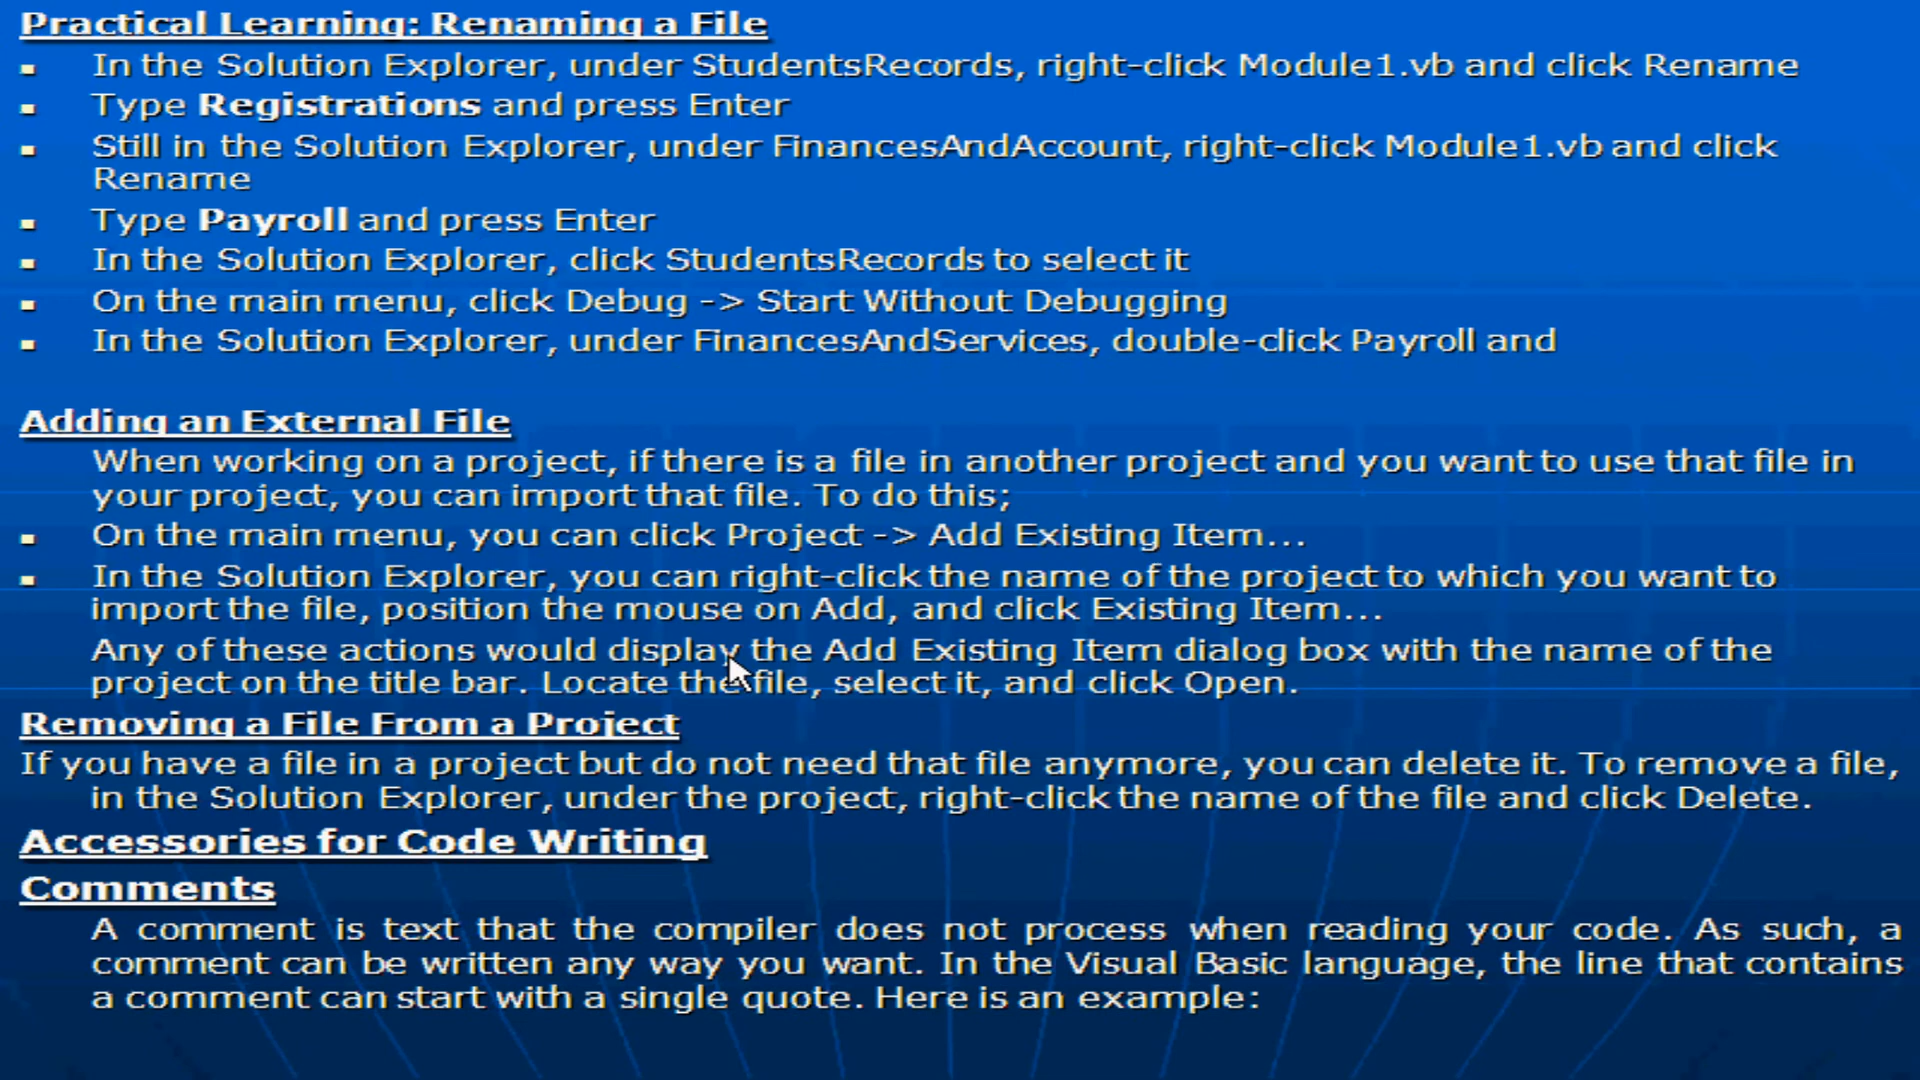 Practical Learning: Renaming a File
▪ In the Solution Explorer, under StudentsRecords, right-click Module1.vb and click Rename
▪ Type Registrations and press Enter
▪ Still in the Solution Explorer, under FinancesAndAccount, right-click Module1.vb and click
Rename
▪ Type Payroll and press Enter
▪ In the Solution Explorer, click StudentsRecords to select it
▪ On the main menu, click Debug -> Start Without Debugging
▪ In the Solution Explorer, under FinancesAndServices, double-click Payroll and
Adding an External File
When working on a project, if there is a file in another project and you want to use that file in
your project, you can import that file. To do this;
▪ On the main menu, you can click Project -> Add Existing Item...
▪ In the Solution Explorer, you can right-click the name of the project to which you want to
import the file, position the mouse on Add, and click Existing Item...
Any of these actions would display the Add Existing Item dialog box with the name of the
project on the title bar. Locate the file, select it, and click Open.
Removing a File From a Project
If you have a file in a project but do not need that file anymore, you can delete it. To remove a file,
in the Solution Explorer, under the project, right-click the name of the file and click Delete.
Accessories for Code Writing
Comments
A comment is text that the compiler does not process when reading your code. As such, a
comment can be written any way you want. In the Visual Basic language, the line that contains
a comment can start with a single quote. Here is an example: